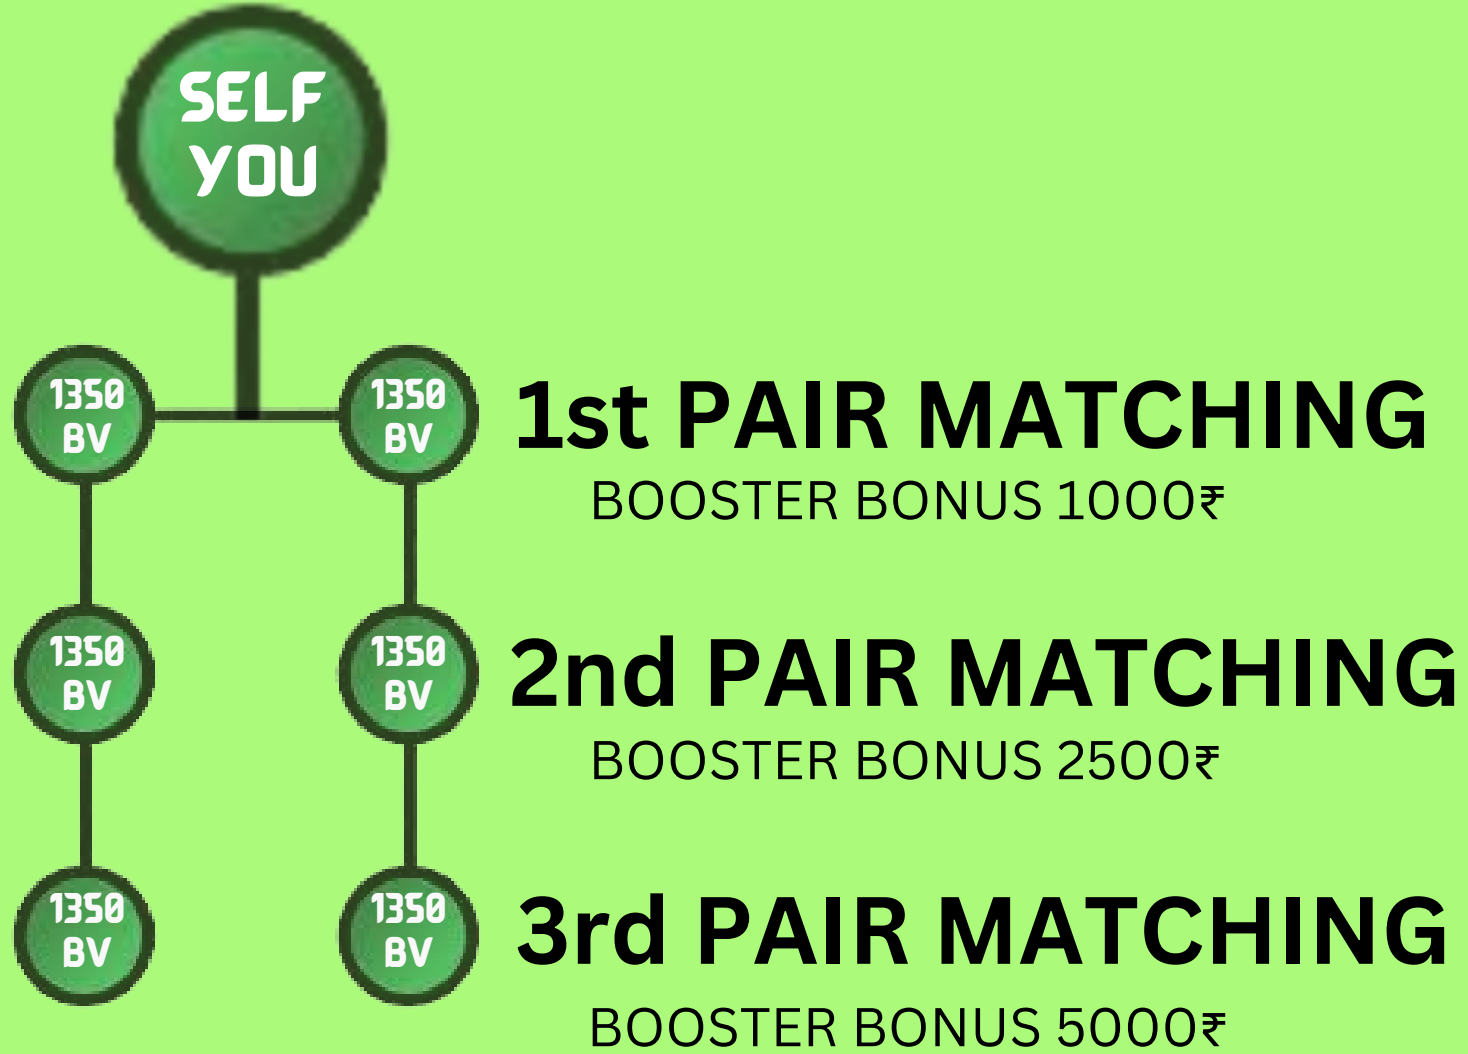 SELF
YOU
1350
BV
1350
BV
1st PAIR MATCHING
BOOSTER BONUS 1000₹
1350
BV
1350
BV
2nd PAIR MATCHING
BOOSTER BONUS 2500₹
1350
BV
1350
BV
3rd PAIR MATCHING
BOOSTER BONUS 5000₹